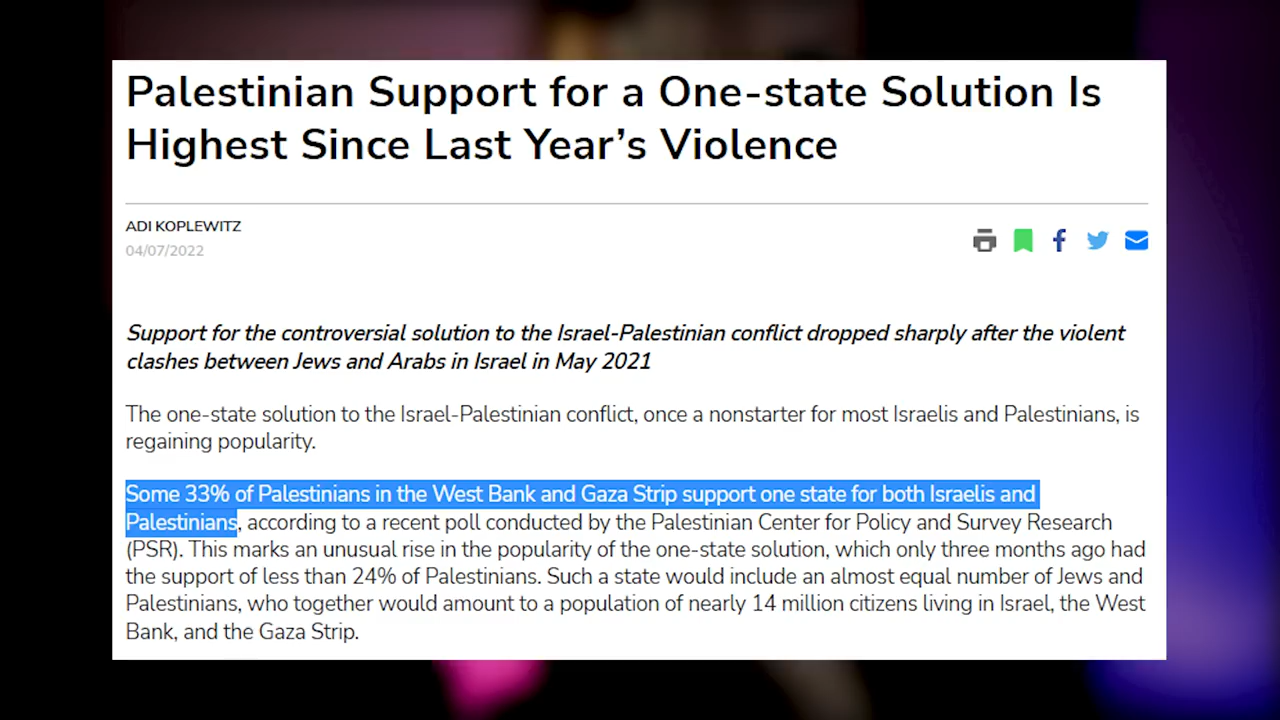 Palestinian Support for a One-state Solution Is
Highest Since Last Year’s Violence
ADI KOPLEWITZ
04/07/2022
Support for the controversial solution to the Israel-Palestinian conflict dropped sharply after the violent
clashes between Jews and Arabs in Israel in May 2021
The one-state solution to the Israel-Palestinian conflict, once a nonstarter for most Israelis and Palestinians, is
regaining popularity.
Some 33% of Palestinians in the West Bank and Gaza Strip support one state for both Israelis and
Palestinians, according to a recent poll conducted by the Palestinian Center for Policy and Survey Research
(PSR). This marks an unusual rise in the popularity of the one-state solution, which only three months ago had
the support of less than 24% of Palestinians. Such a state would include an almost equal number of Jews and
Palestinians, who together would amount to a population of nearly 14 million citizens living in Israel, the West
Bank, and the Gaza Strip.